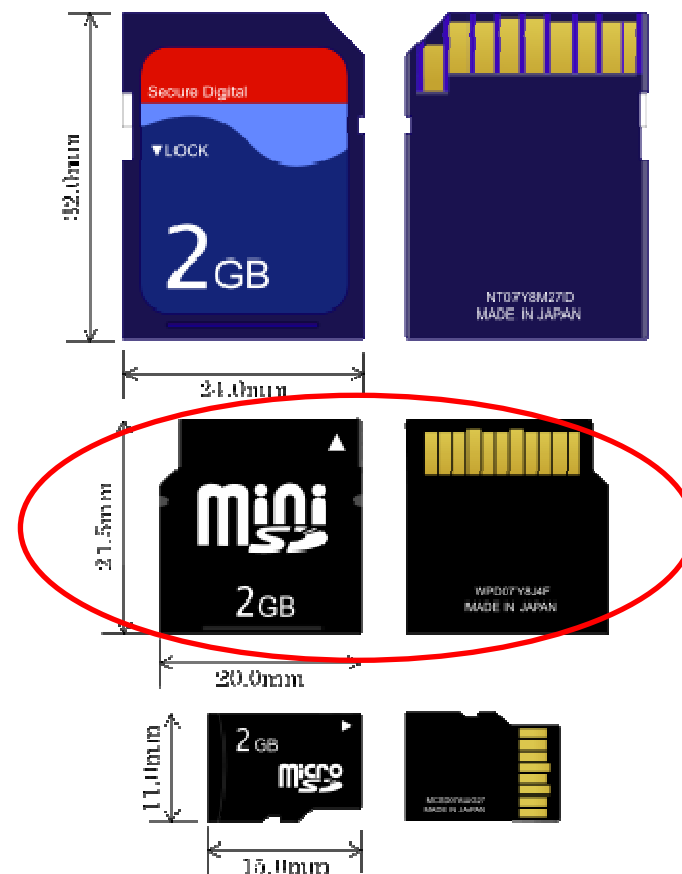 32.0mm
Secure Digital
▼LOCK
2GB
NT07Y8M27ID
MADE IN JAPAN
24.0mm
21.5mm
mini
SD
2GB
WPD07Y8J4F
MADE IN JAPAN
20.0mm
11.0mm
2GB
micro
SD
MADE IN JAPAN
15.0mm